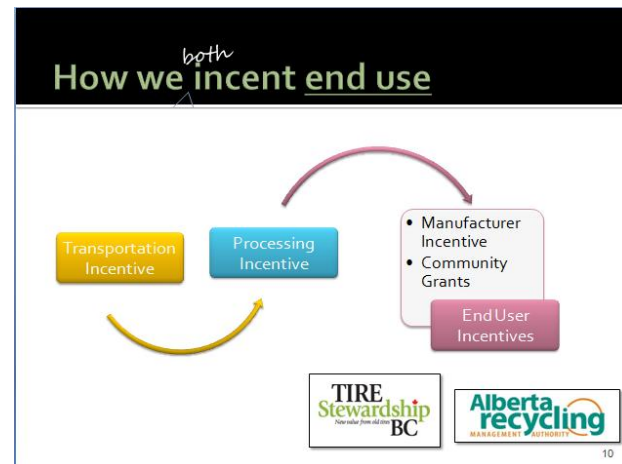 both
How we incent end use
Transportation
Incentive
Processing
Incentive
• Manufacturer
Incentive
• Community
Grants
End User
Incentives
TIRE
Stewardship
New value from old tires
BC
Alberta
recycling
MANAGEMENT AUTHORITY
10